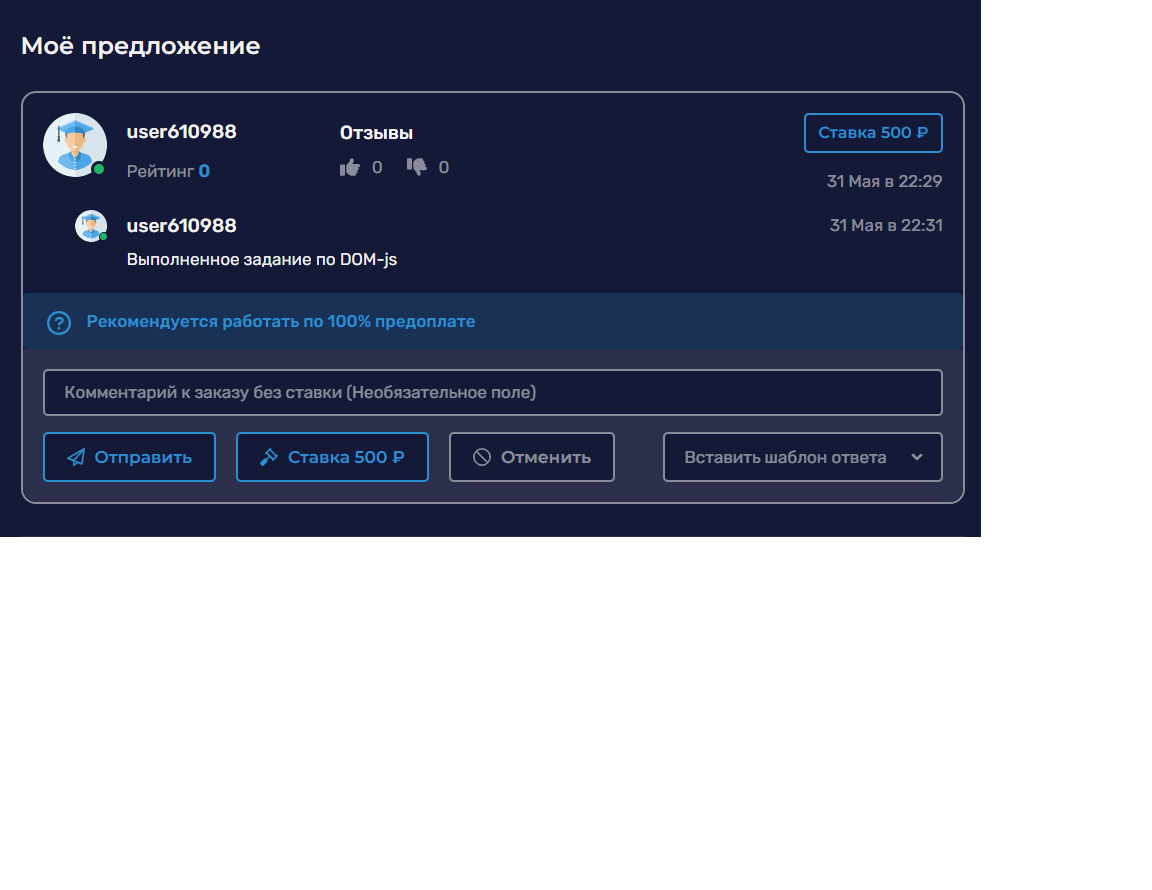 Моё предложение
user610988
Отзывы
Ставка 500 ₽
Рейтинг 0
0 0
31 Мая в 22:29
user610988
31 Мая в 22:31
Выполненное задание по DOM-js
Рекомендуется работать по 100% предоплате
Комментарий к заказу без ставки (Необязательное поле)
Отправить
Ставка 500 ₽
Отменить
Вставить шаблон ответа